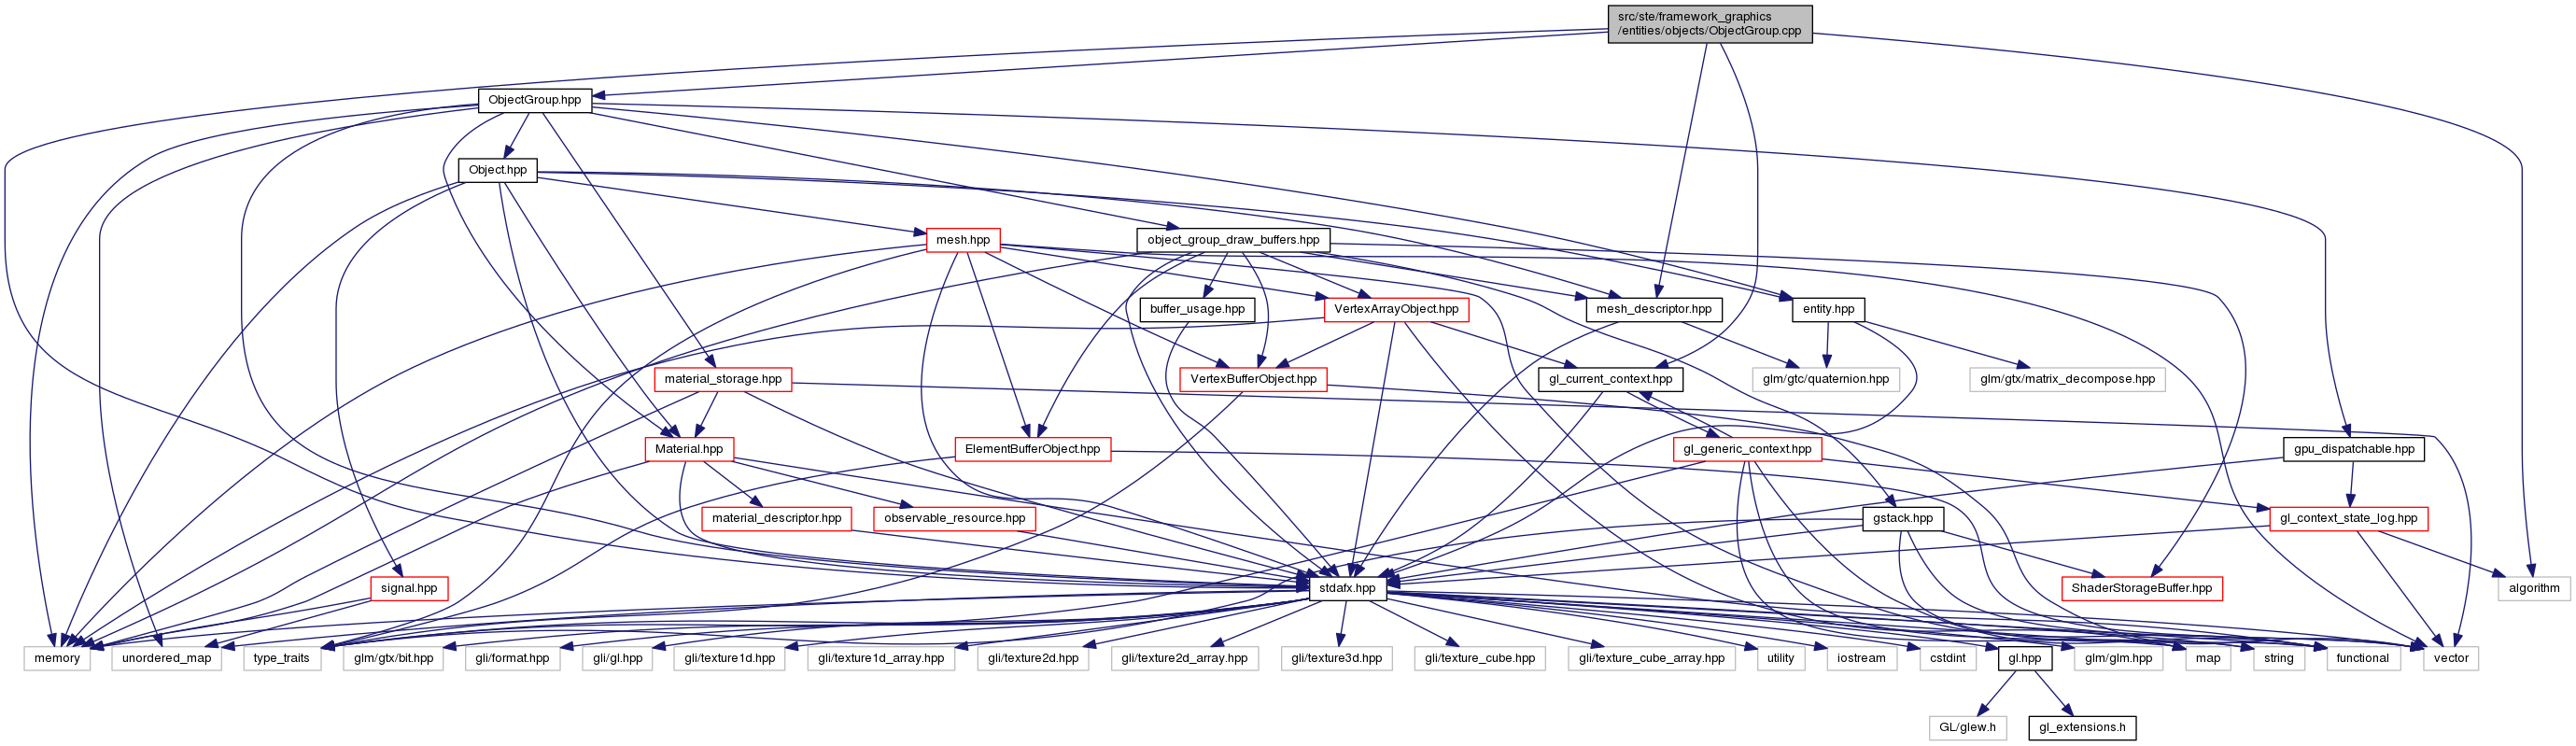 src/ste/framework_graphics
/entities/objects/ObjectGroup.cpp
ObjectGroup.hpp
Object.hpp
mesh.hpp
object_group_draw_buffers.hpp
buffer_usage.hpp
VertexArrayObject.hpp
mesh_descriptor.hpp
entity.hpp
material_storage.hpp
VertexBufferObject.hpp
gl_current_context.hpp
glm/gtc/quaternion.hpp
glm/gtx/matrix_decompose.hpp
Material.hpp
ElementBufferObject.hpp
gl_generic_context.hpp
gpu_dispatchable.hpp
material_descriptor.hpp
observable_resource.hpp
gstack.hpp
gl_context_state_log.hpp
signal.hpp
stdafx.hpp
ShaderStorageBuffer.hpp
algorithm
memory
unordered_map
type_traits
glm/gtx/bit.hpp
gli/format.hpp
gli/gl.hpp
gli/texture1d.hpp
gli/texture1d_array.hpp
gli/texture2d.hpp
gli/texture2d_array.hpp
gli/texture3d.hpp
gli/texture_cube.hpp
gli/texture_cube_array.hpp
utility
iostream
cstdint
gl.hpp
glm/glm.hpp
map
string
functional
vector
GL/glew.h
gl_extensions.h